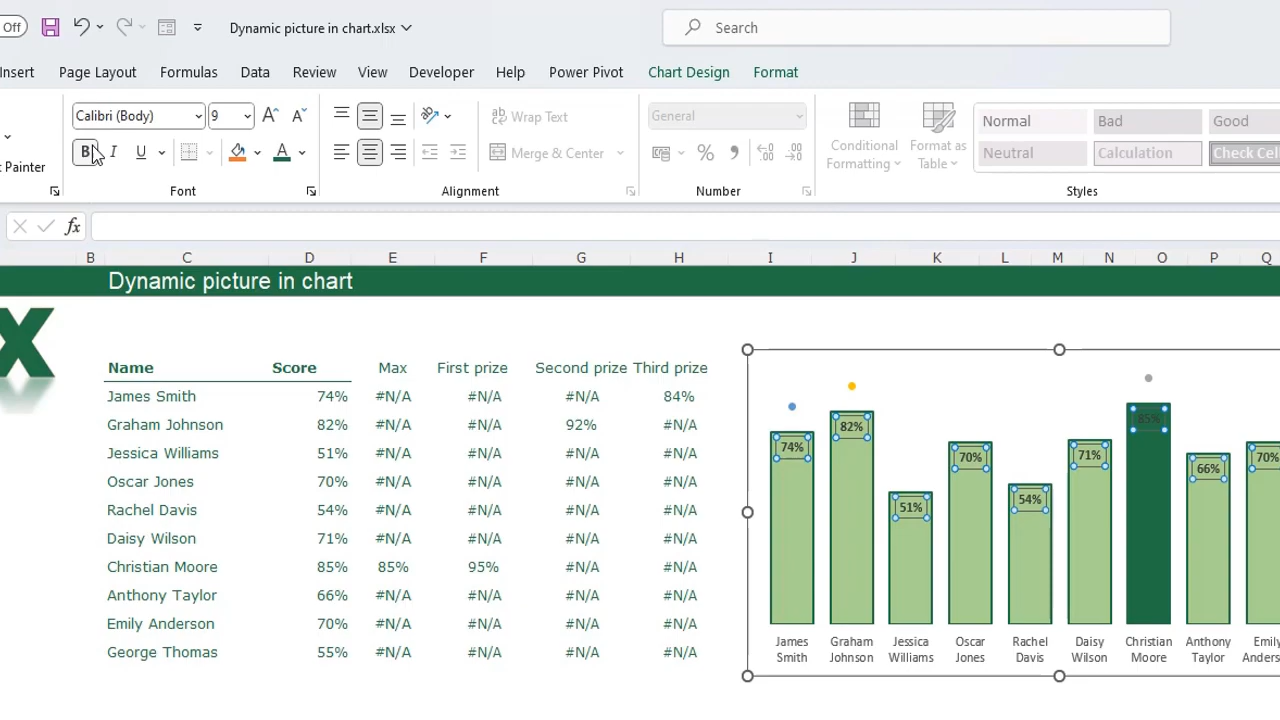 Off Dynamic picture in chart.xlsx Search
Insert Page Layout Formulas Data Review View Developer Help Power Pivot Chart Design Format
Calibri (Body) 9 A A Wrap Text General Conditional Formatting Format as Table Normal Bad Good
Painter B I U A Merge & Center % Neutral Calculation Check Cell
Font Alignment Number Styles
fx
B C D E F G H I J K L M N O P Q
Dynamic picture in chart
X
Name Score Max First prize Second prize Third prize
James Smith 74% #N/A #N/A #N/A 84%
Graham Johnson 82% #N/A #N/A 92% #N/A
Jessica Williams 51% #N/A #N/A #N/A #N/A
Oscar Jones 70% #N/A #N/A #N/A #N/A
Rachel Davis 54% #N/A #N/A #N/A #N/A
Daisy Wilson 71% #N/A #N/A #N/A #N/A
Christian Moore 85% 85% 95% #N/A #N/A
Anthony Taylor 66% #N/A #N/A #N/A #N/A
Emily Anderson 70% #N/A #N/A #N/A #N/A
George Thomas 55% #N/A #N/A #N/A #N/A
74% 82% 51% 70% 54% 71% 85% 66% 70%
James Graham Jessica Oscar Rachel Daisy Christian Anthony Emily
Smith Johnson Williams Jones Davis Wilson Moore Taylor Anders